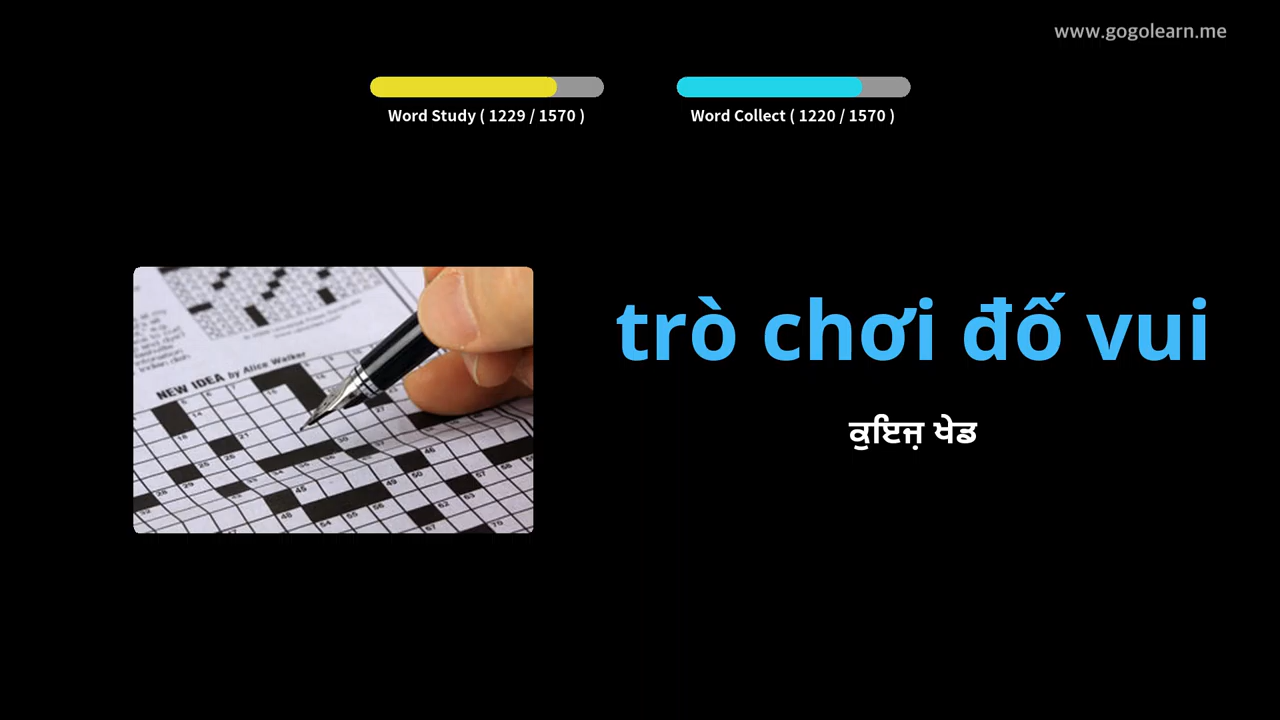 www.gogolearn.me
Word Study ( 1229 / 1570 )
Word Collect ( 1220 / 1570 )
NEW IDEA by Alice Walker
trò chơi đố vui
ਕੁਇਜ਼ ਖੇਡ